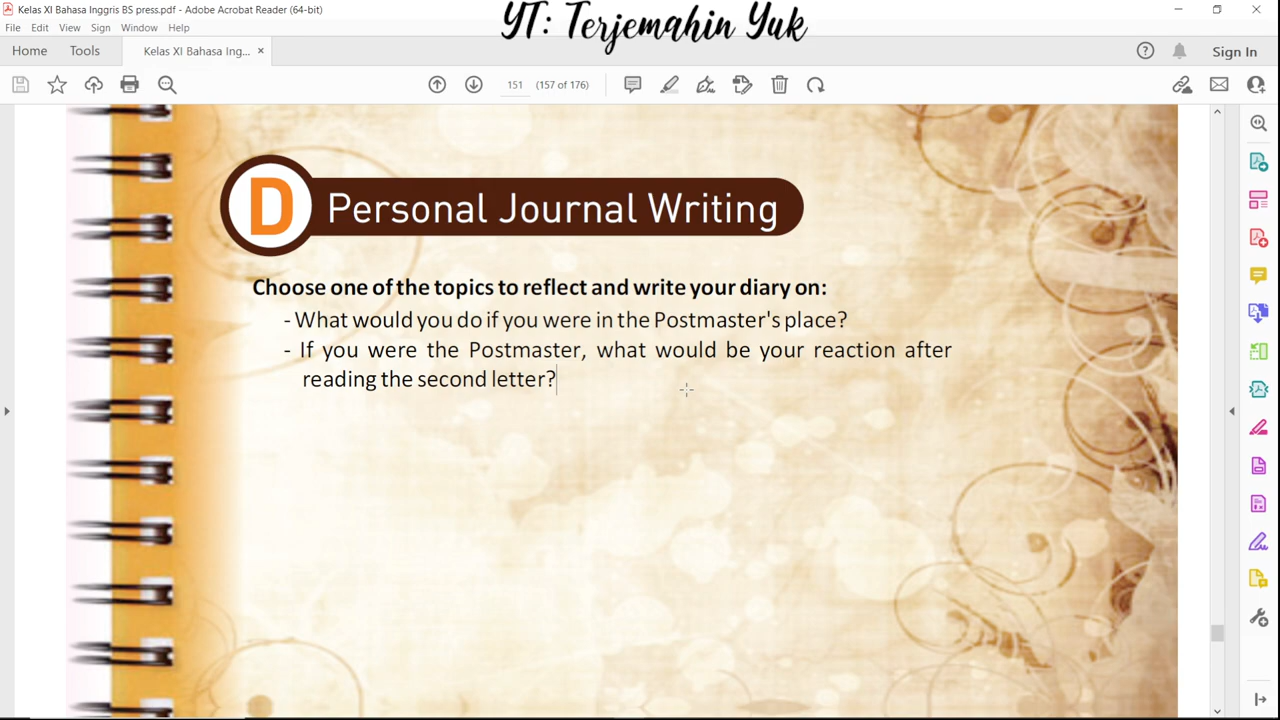 Kelas XI Bahasa Inggris BS press.pdf - Adobe Acrobat Reader (64-bit)
YT: Terjemahin Yuk
File Edit View Sign Window Help
Home Tools Kelas XI Bahasa Ing... × Sign In
151 (157 of 176)
D Personal Journal Writing
Choose one of the topics to reflect and write your diary on:
- What would you do if you were in the Postmaster's place?
- If you were the Postmaster, what would be your reaction after
reading the second letter?